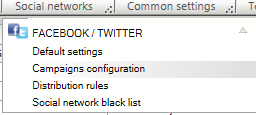 Social networks Common settings
FACEBOOK / TWITTER
Default settings
Campaigns configuration
Distribution rules
Social network black list